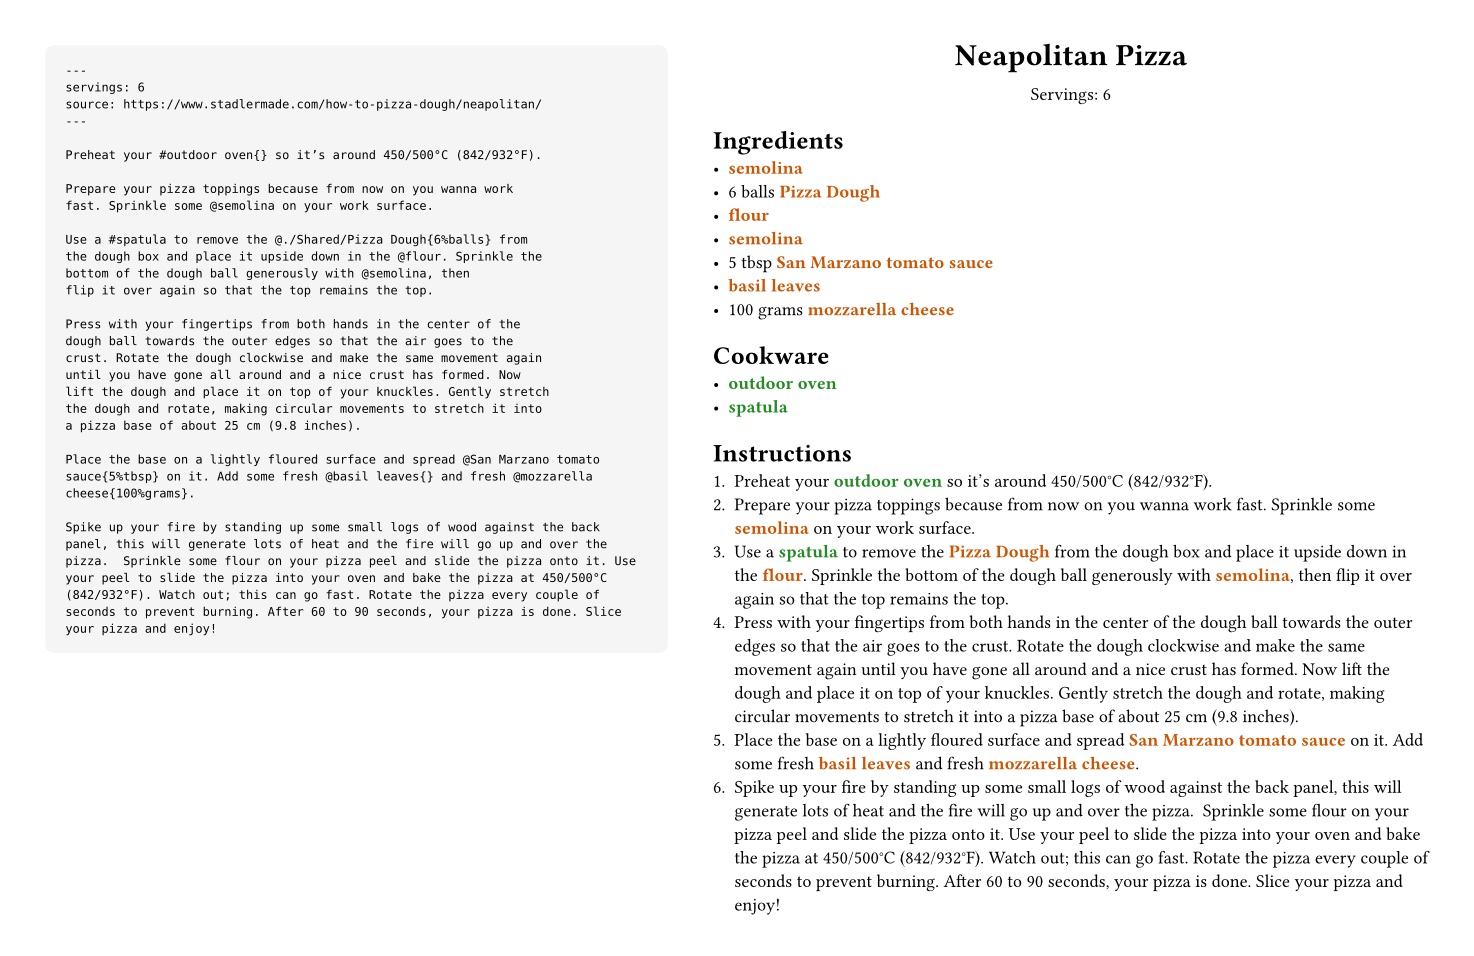 ---
servings: 6
source: https://www.stadlermade.com/how-to-pizza-dough/neapolitan/
---
Preheat your #outdoor oven{} so it’s around 450/500°C (842/932°F).
Prepare your pizza toppings because from now on you wanna work
fast. Sprinkle some @semolina on your work surface.
Use a #spatula to remove the @./Shared/Pizza Dough{6%balls} from
the dough box and place it upside down in the @flour. Sprinkle the
bottom of the dough ball generously with @semolina, then
flip it over again so that the top remains the top.
Press with your fingertips from both hands in the center of the
dough ball towards the outer edges so that the air goes to the
crust. Rotate the dough clockwise and make the same movement again
until you have gone all around and a nice crust has formed. Now
lift the dough and place it on top of your knuckles. Gently stretch
the dough and rotate, making circular movements to stretch it into
a pizza base of about 25 cm (9.8 inches).
Place the base on a lightly floured surface and spread @San Marzano tomato
sauce{5%tbsp} on it. Add some fresh @basil leaves{} and fresh @mozzarella
cheese{100%grams}.
Spike up your fire by standing up some small logs of wood against the back
panel, this will generate lots of heat and the fire will go up and over the
pizza.  Sprinkle some flour on your pizza peel and slide the pizza onto it. Use
your peel to slide the pizza into your oven and bake the pizza at 450/500°C
(842/932°F). Watch out; this can go fast. Rotate the pizza every couple of
seconds to prevent burning. After 60 to 90 seconds, your pizza is done. Slice
your pizza and enjoy!
Neapolitan Pizza
Servings: 6
Ingredients
• semolina
• 6 balls Pizza Dough
• flour
• semolina
• 5 tbsp San Marzano tomato sauce
• basil leaves
• 100 grams mozzarella cheese
Cookware
• outdoor oven
• spatula
Instructions
1. Preheat your outdoor oven so it’s around 450/500°C (842/932°F).
2. Prepare your pizza toppings because from now on you wanna work fast. Sprinkle some
semolina on your work surface.
3. Use a spatula to remove the Pizza Dough from the dough box and place it upside down in
the flour. Sprinkle the bottom of the dough ball generously with semolina, then flip it over
again so that the top remains the top.
4. Press with your fingertips from both hands in the center of the dough ball towards the outer
edges so that the air goes to the crust. Rotate the dough clockwise and make the same
movement again until you have gone all around and a nice crust has formed. Now lift the
dough and place it on top of your knuckles. Gently stretch the dough and rotate, making
circular movements to stretch it into a pizza base of about 25 cm (9.8 inches).
5. Place the base on a lightly floured surface and spread San Marzano tomato sauce on it. Add
some fresh basil leaves and fresh mozzarella cheese.
6. Spike up your fire by standing up some small logs of wood against the back panel, this will
generate lots of heat and the fire will go up and over the pizza.  Sprinkle some flour on your
pizza peel and slide the pizza onto it. Use your peel to slide the pizza into your oven and bake
the pizza at 450/500°C (842/932°F). Watch out; this can go fast. Rotate the pizza every couple of
seconds to prevent burning. After 60 to 90 seconds, your pizza is done. Slice your pizza and
enjoy!